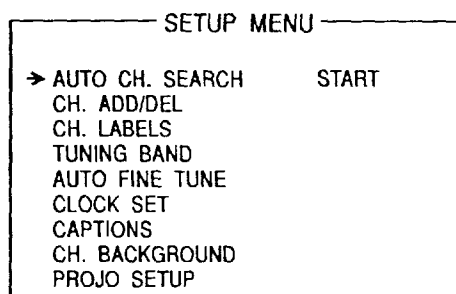 SETUP MENU
→ AUTO CH. SEARCH START
CH. ADD/DEL
CH. LABELS
TUNING BAND
AUTO FINE TUNE
CLOCK SET
CAPTIONS
CH. BACKGROUND
PROJO SETUP